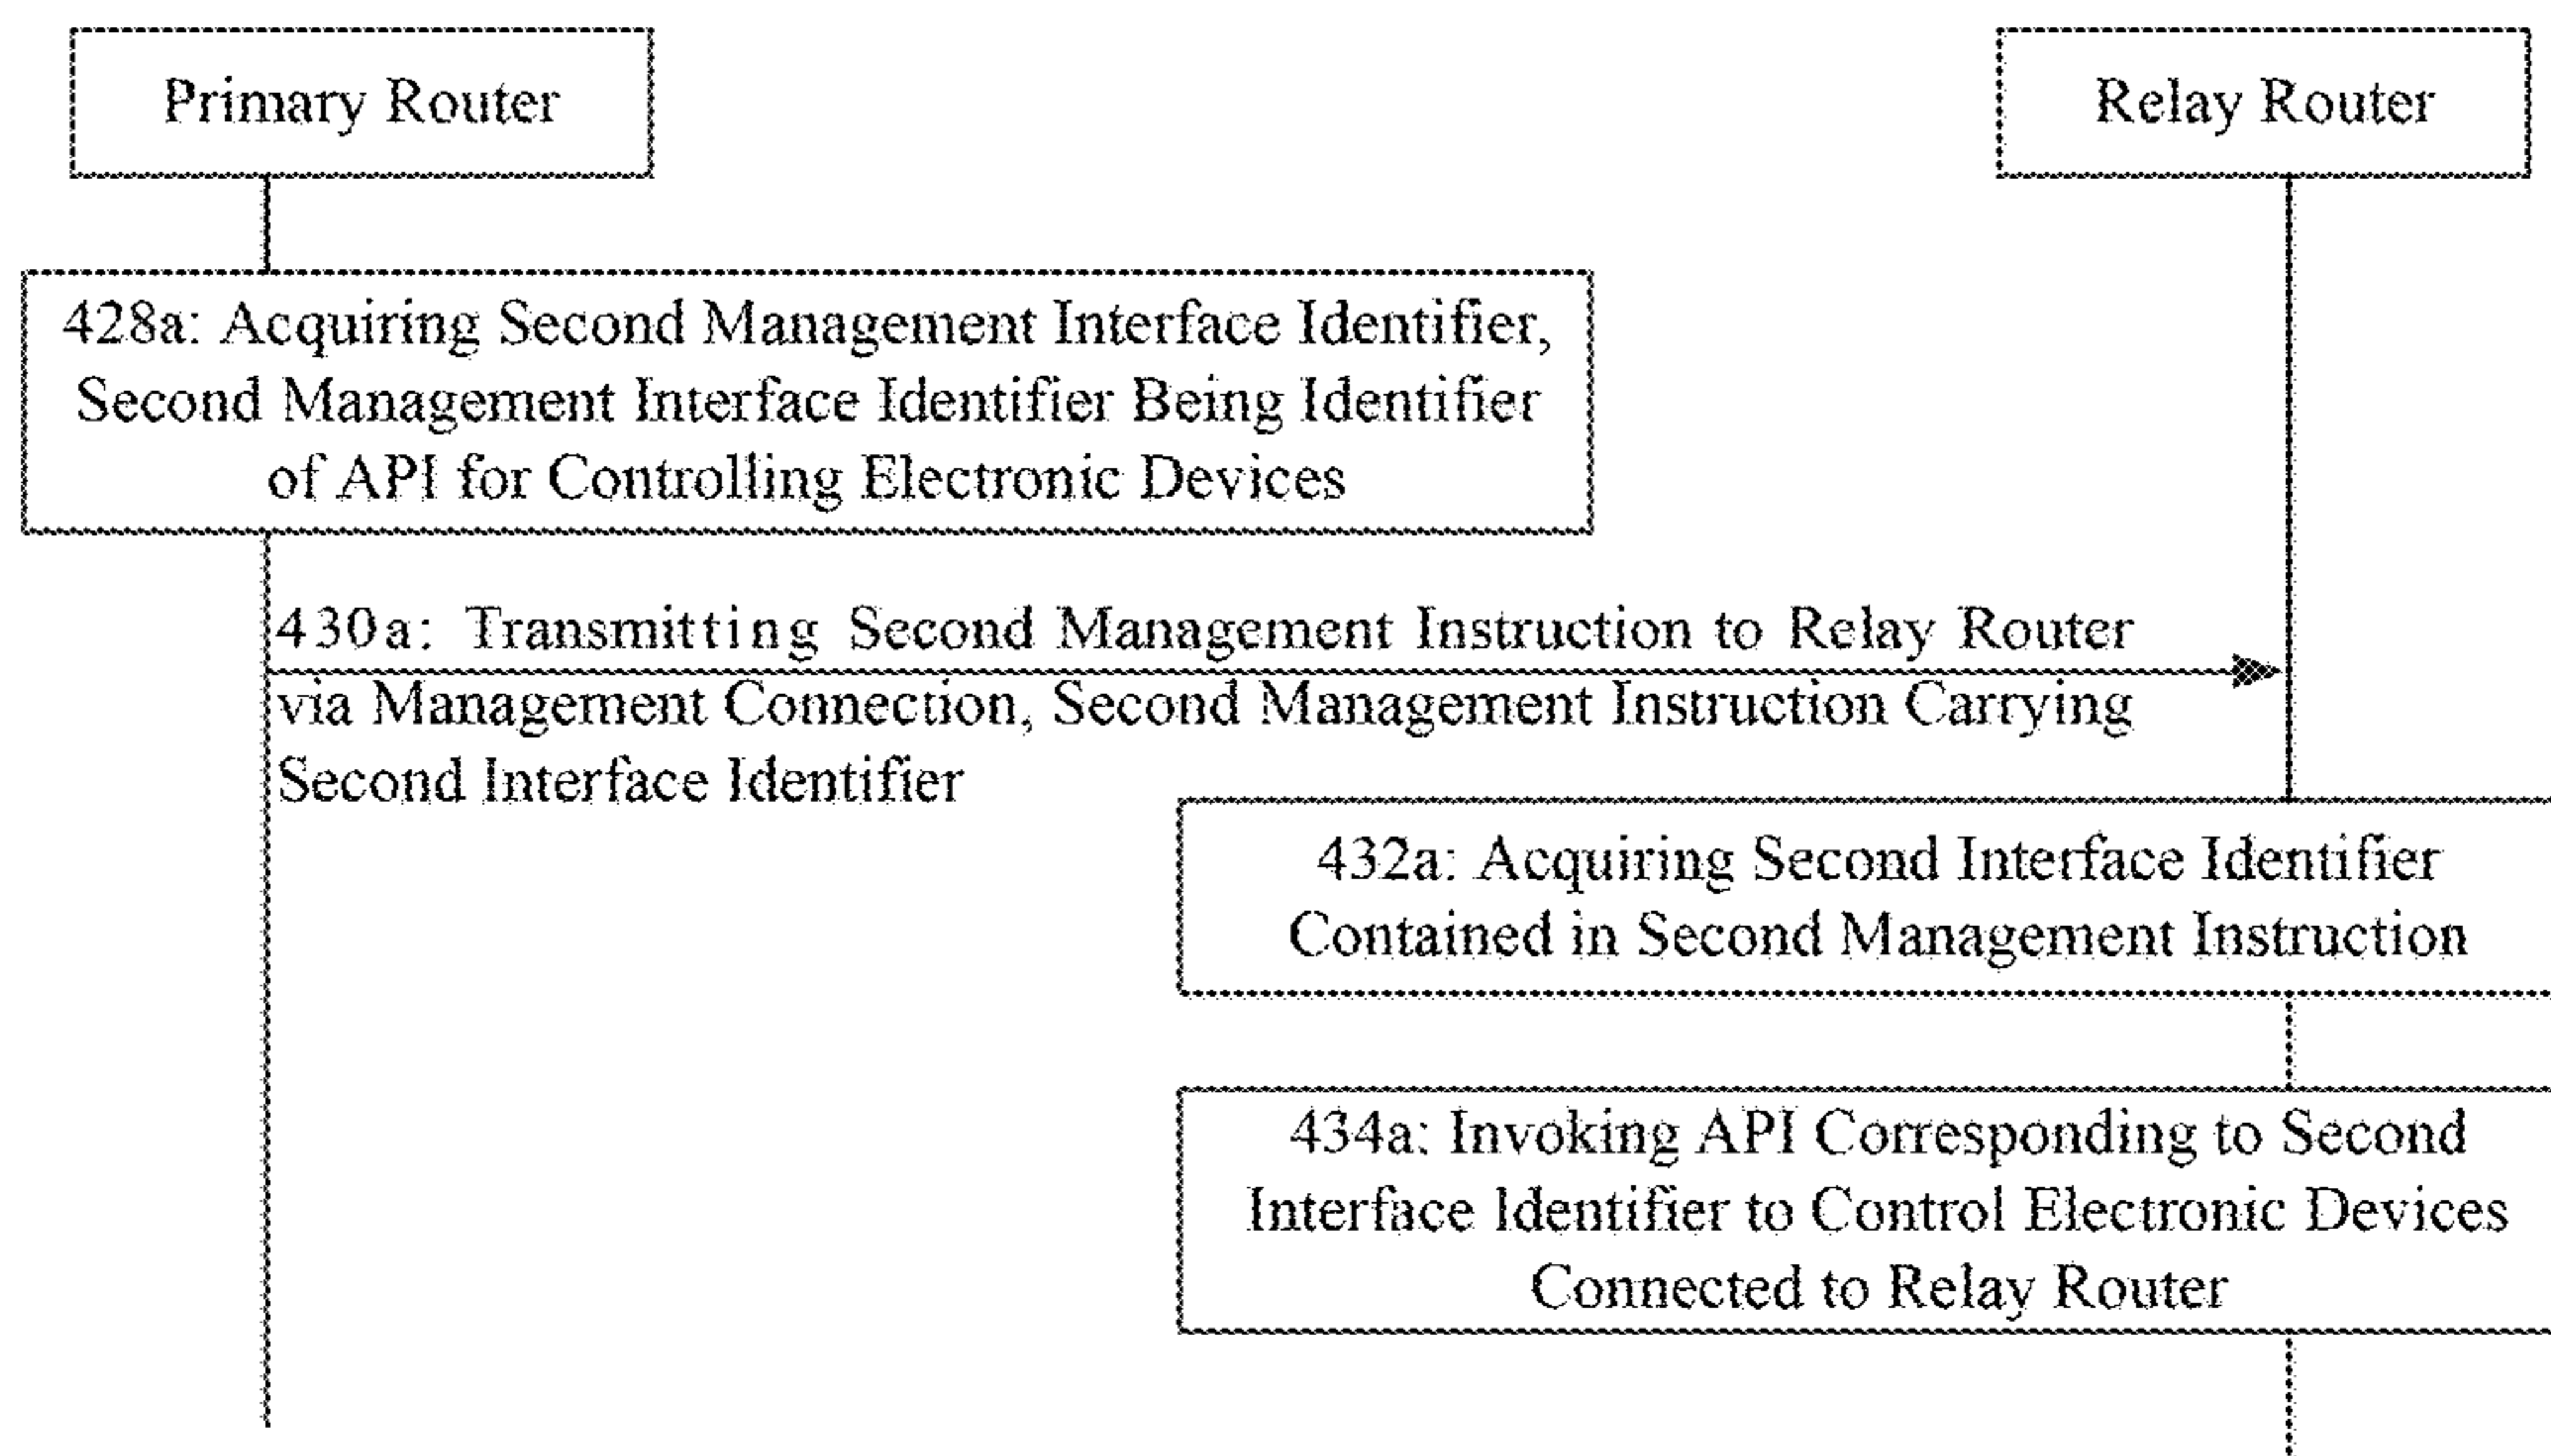 Primary Router
Relay Router
428a: Acquiring Second Management Interface Identifier,
Second Management Interface Identifier Being Identifier
of API for Controlling Electronic Devices
430a: Transmitting Second Management Instruction to Relay Router
via Management Connection, Second Management Instruction Carrying
Second Interface Identifier
432a: Acquiring Second Interface Identifier
Contained in Second Management Instruction
434a: Invoking API Corresponding to Second
Interface Identifier to Control Electronic Devices
Connected to Relay Router